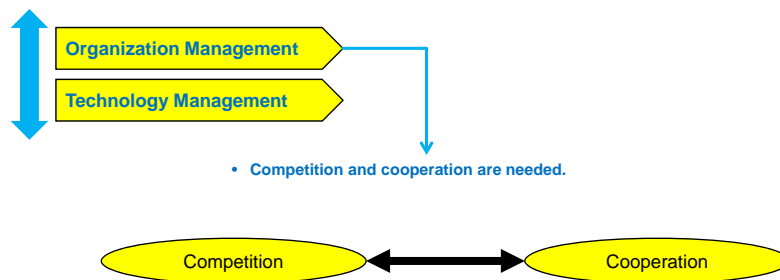 Organization Management
Technology Management
• Competition and cooperation are needed.
Competition
Cooperation